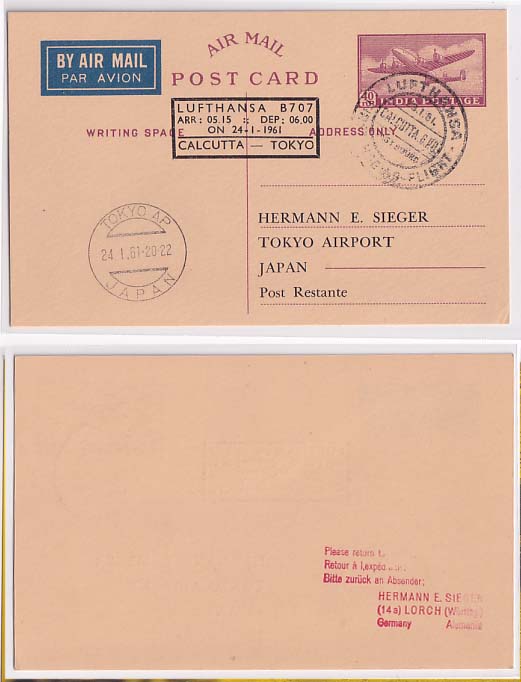 BY AIR MAIL
PAR AVION
AIR MAIL
POST CARD
40
INDIA POSTAGE
LUFTHANSA B707
ARR: 05.15 :: DEP: 06.00
ON 24-1-1961
CALCUTTA — TOKYO
WRITING SPACE
ADDRESS ONLY
LUFTHANSA
CALCUTTA G.P.O.
FLIGHT
HERMANN E. SIEGER
TOKYO AIRPORT
JAPAN
Post Restante
TOKYO AP
24.1.61-20-22
JAPAN
Please return
Retour à
Bitte zurück an Absender:
HERMANN E. SIEGER
(14a) LORCH
Germany